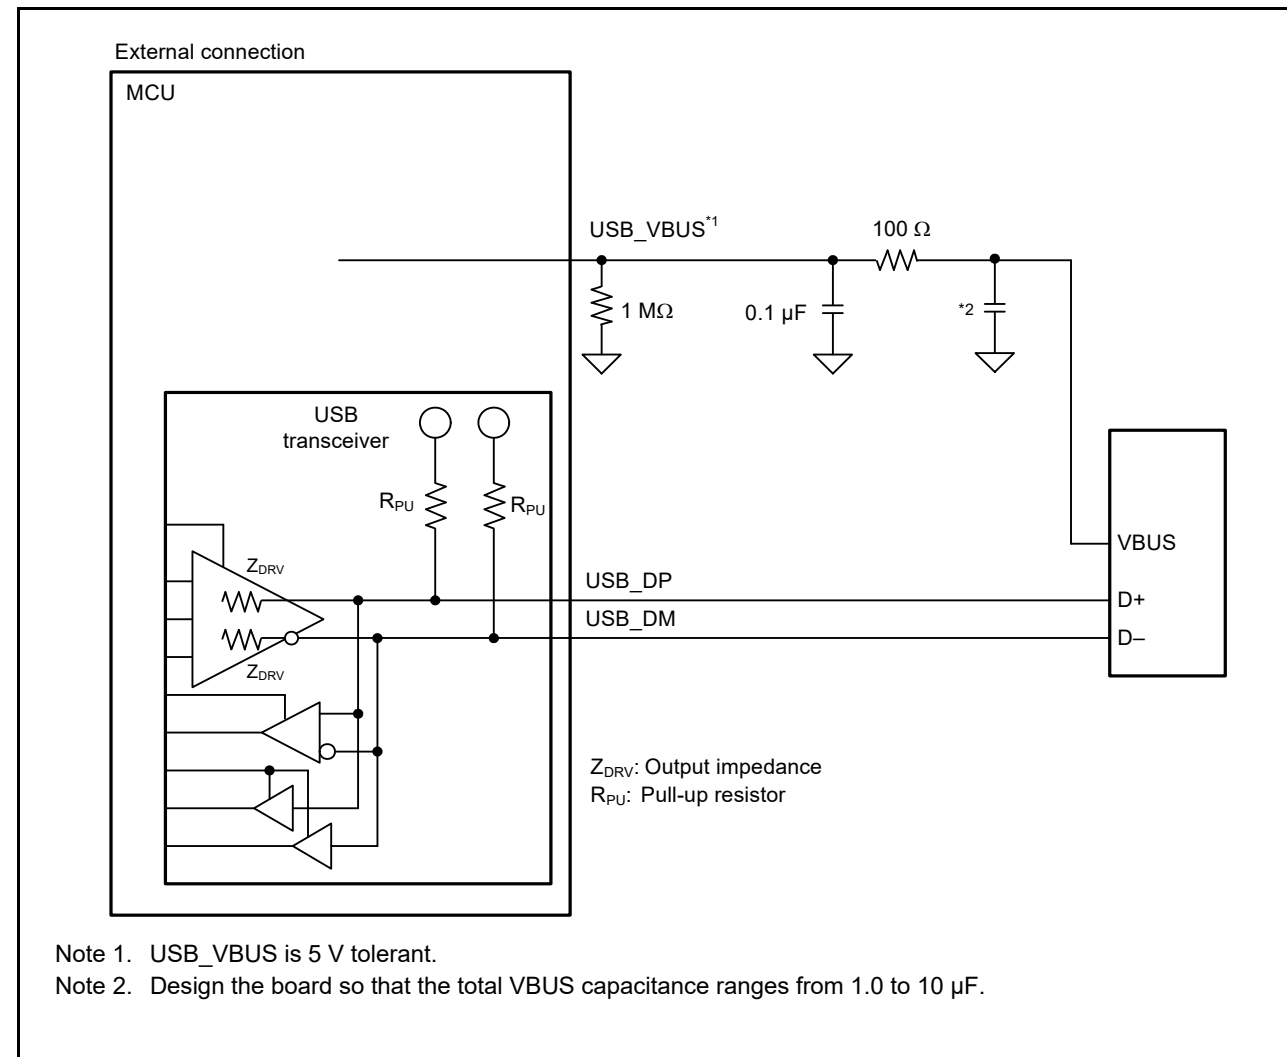 External connection
MCU
USB_VBUS*1
100 Ω
1 MΩ
0.1 µF
*2
USB
transceiver
RPU
RPU
VBUS
ZDRV
USB_DP
D+
USB_DM
D–
ZDRV
ZDRV: Output impedance
RPU: Pull-up resistor
Note 1. USB_VBUS is 5 V tolerant.
Note 2. Design the board so that the total VBUS capacitance ranges from 1.0 to 10 µF.